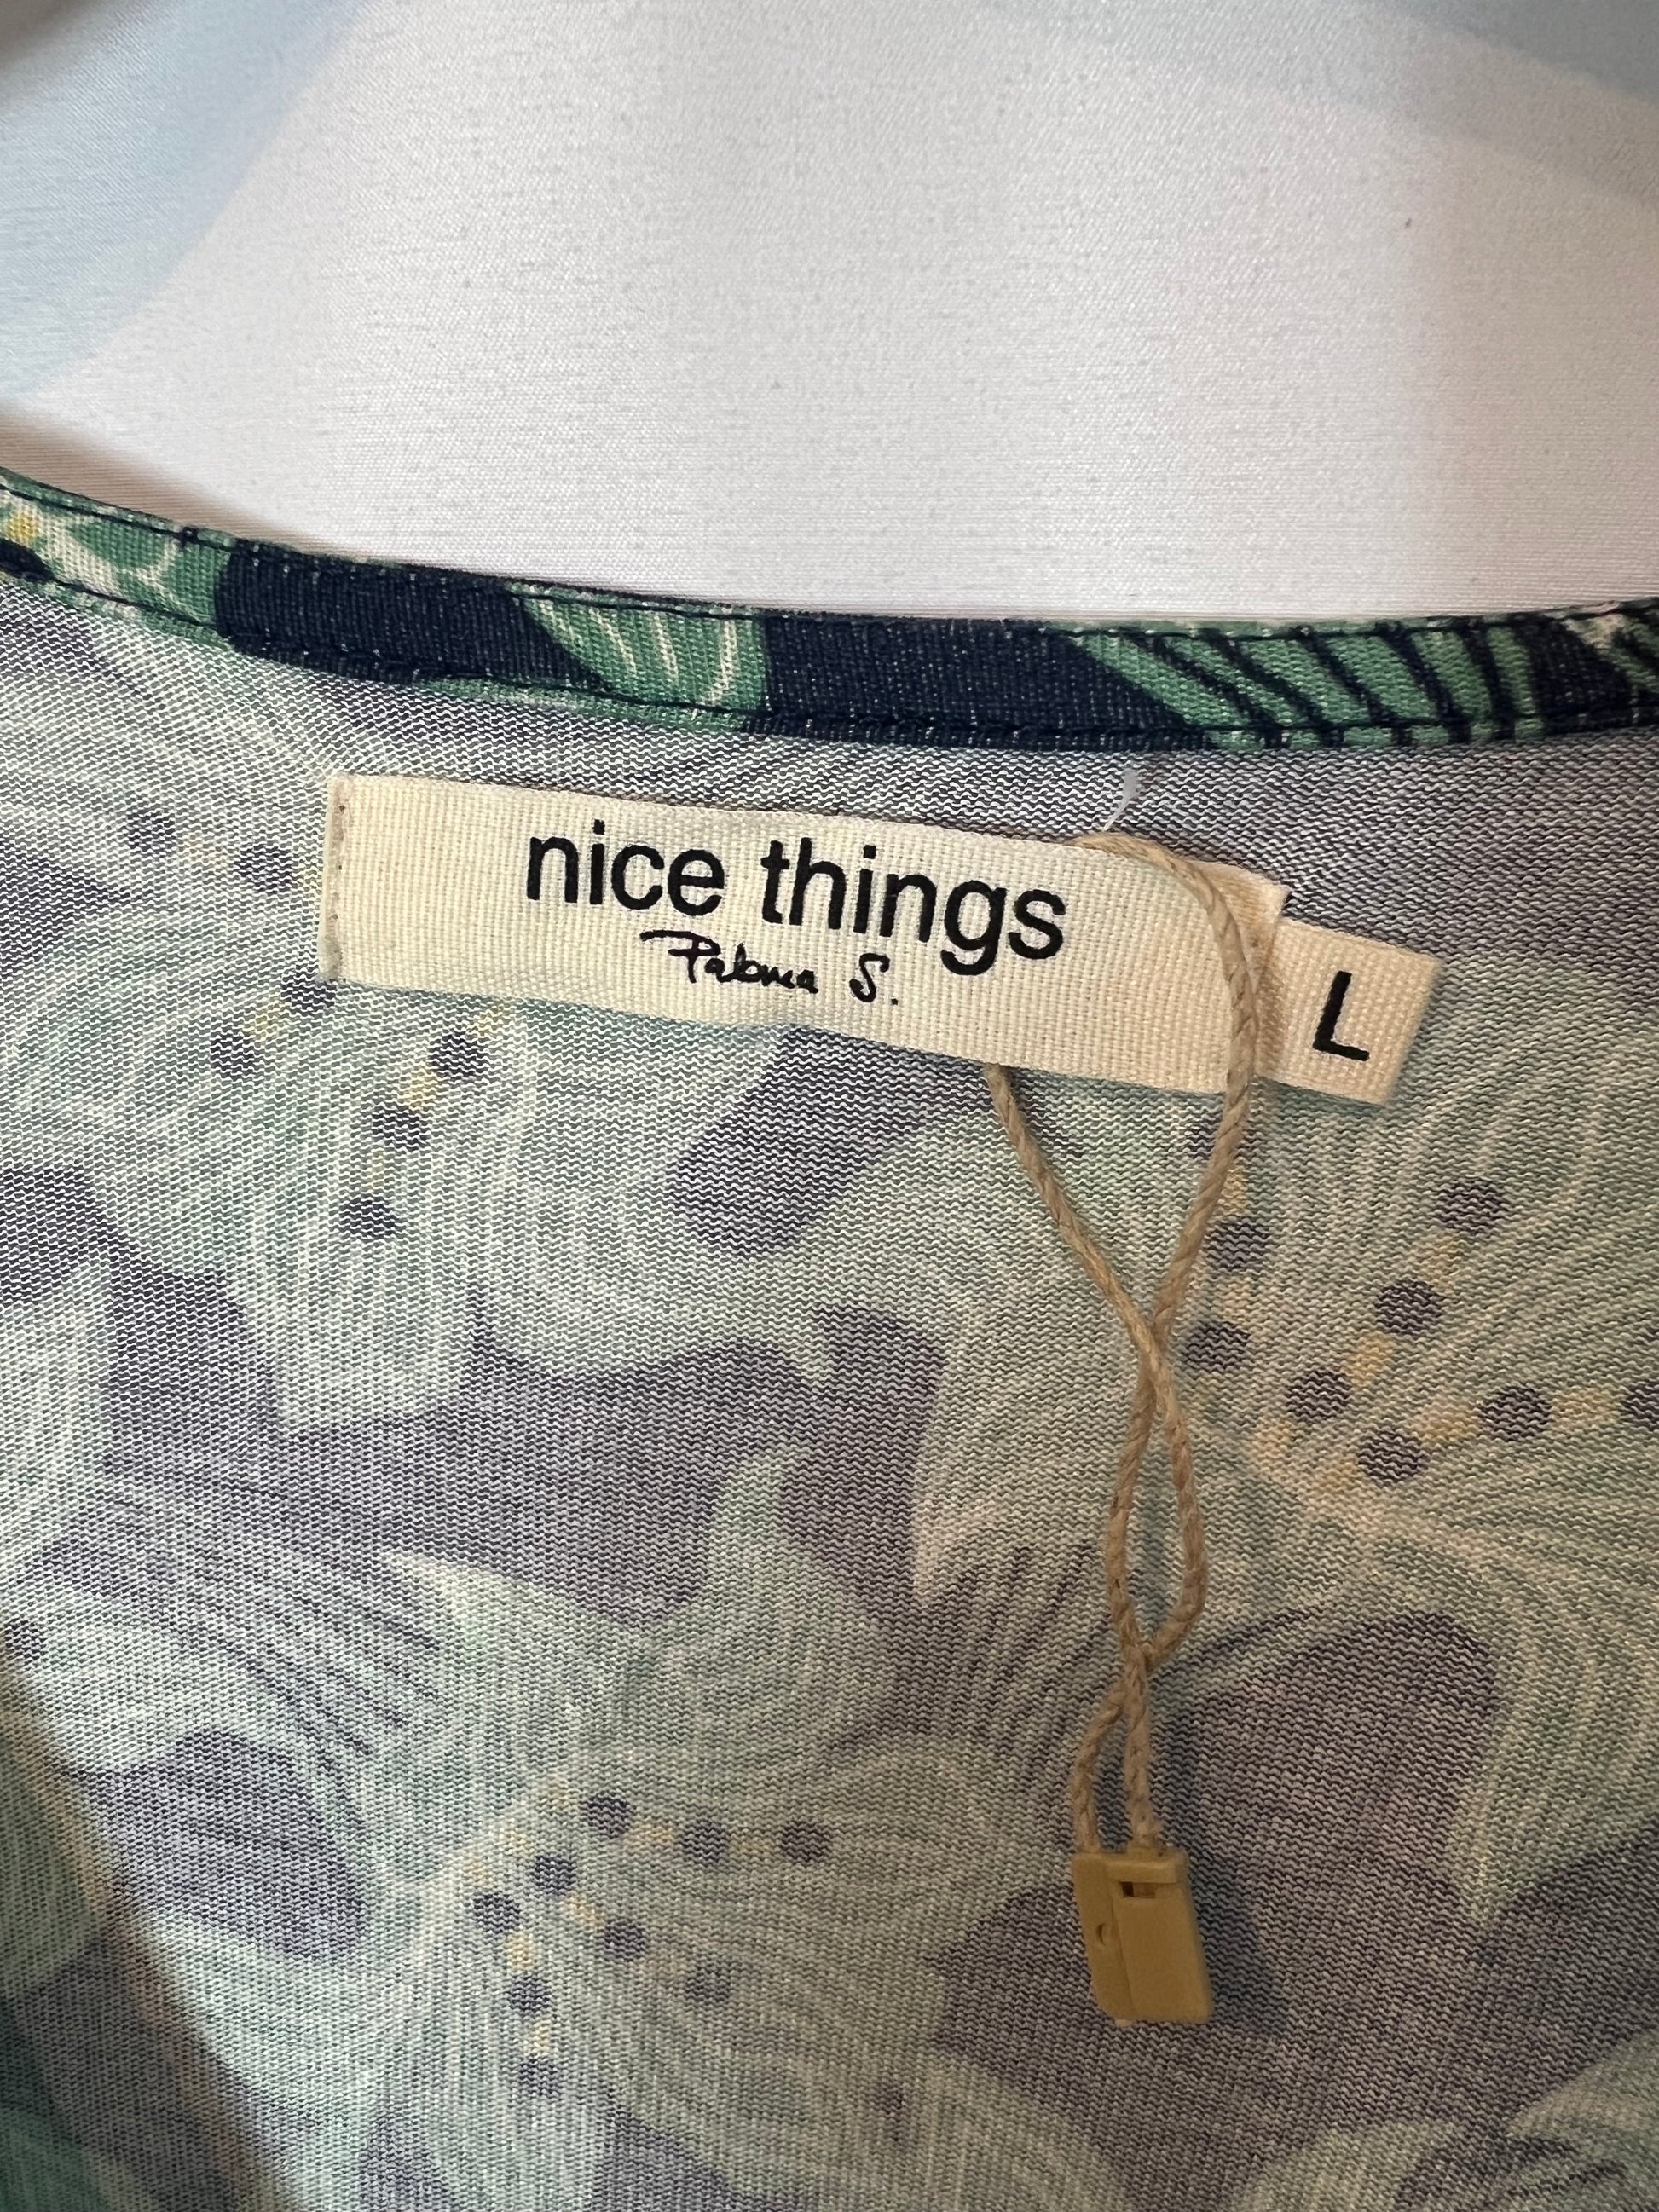 nice things
Paloma S.
L